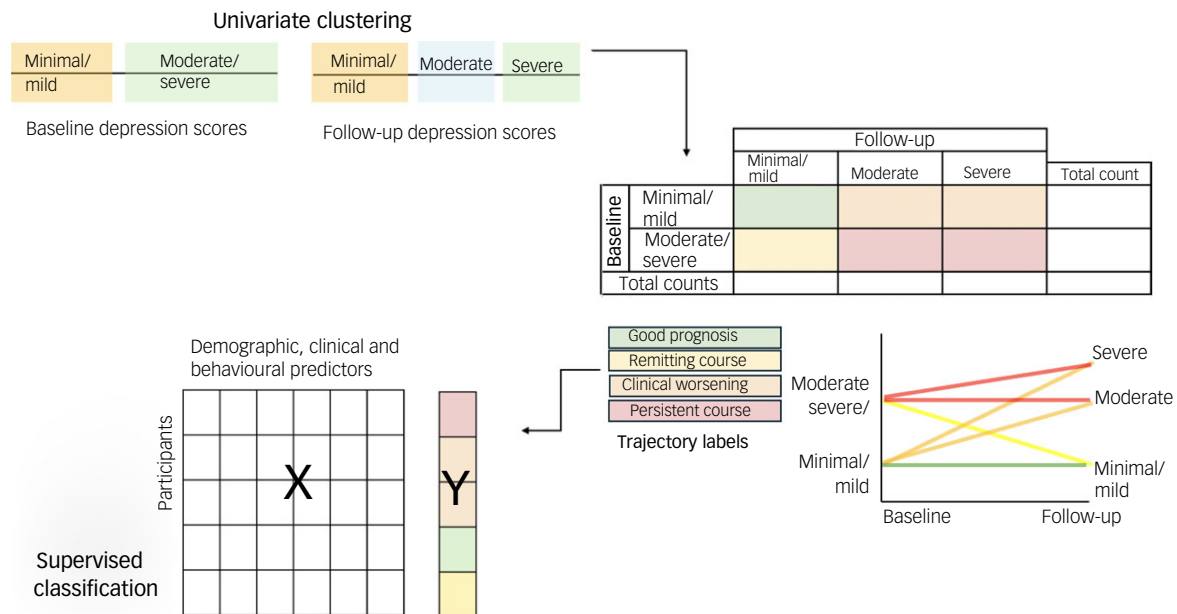 Univariate clustering
Minimal/
mild
Moderate/
severe
Minimal/
mild
Moderate
Severe
Baseline depression scores
Follow-up depression scores
Follow-up
Minimal/
mild
Moderate
Severe
Total count
Baseline
Minimal/
mild
Moderate/
severe
Total counts
Good prognosis
Remitting course
Clinical worsening
Persistent course
Trajectory labels
Moderate
severe/
Minimal/
mild
Severe
Moderate
Minimal/
mild
Baseline
Follow-up
Demographic, clinical and
behavioural predictors
Participants
X
Y
Supervised
classification